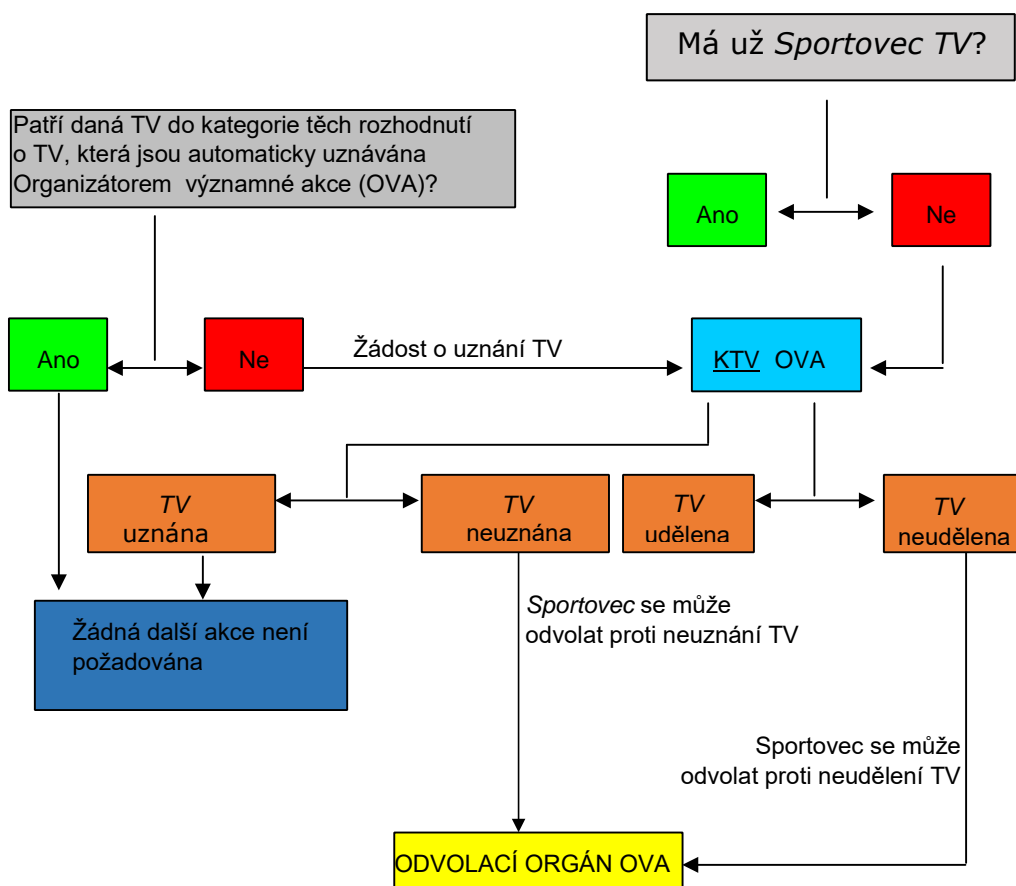 Má už Sportovec TV?
Patří daná TV do kategorie těch rozhodnutí
o TV, která jsou automaticky uznávána
Organizátorem významné akce (OVA)?
Ano
Ne
Ano
Ne
Žádost o uznání TV
KTV OVA
TV
uznána
TV
neuznána
TV
udělena
TV
neudělena
Žádná další akce není
požadována
Sportovec se může
odvolat proti neuznání TV
Sportovec se může
odvolat proti neudělení TV
ODVOLACÍ ORGÁN OVA